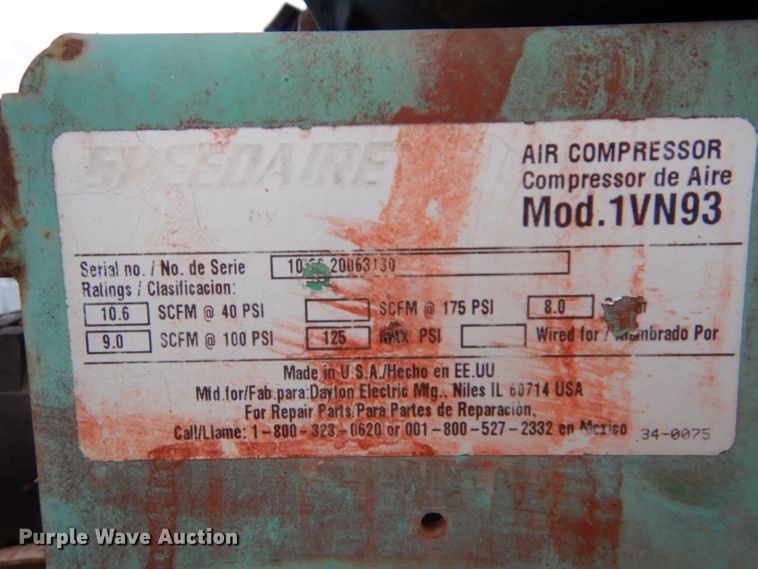 SPEEDAIRE
by
AIR COMPRESSOR
Compressor de Aire
Mod.1VN93
Serial no. / No. de Serie 20063130
Ratings / Clasificacion:
10.6 SCFM @ 40 PSI SCFM @ 175 PSI 8.0
9.0 SCFM @ 100 PSI 125 MAX PSI Wired for / Alambrado Por
Made in U.S.A./Hecho en EE.UU
Mfd.for/Fab.para:Dayton Electric Mfg., Niles IL 60714 USA
For Repair Parts/Para Partes de Reparación,
Call/Llame: 1-800-323-0620 or 001-800-527-2332 en Mexico
34-0075
Purple Wave Auction